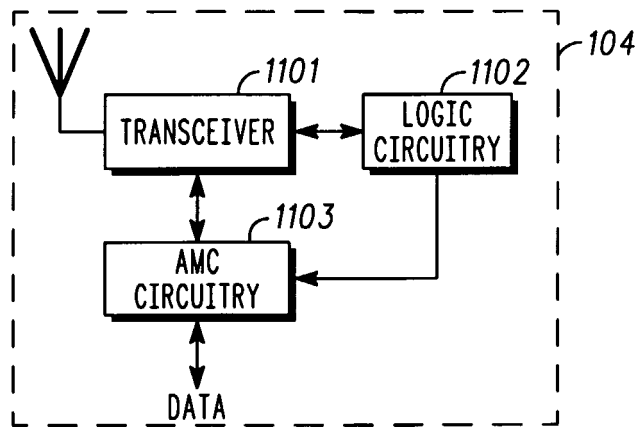 104
1101
TRANSCEIVER
1102
LOGIC
CIRCUITRY
1103
AMC
CIRCUITRY
DATA